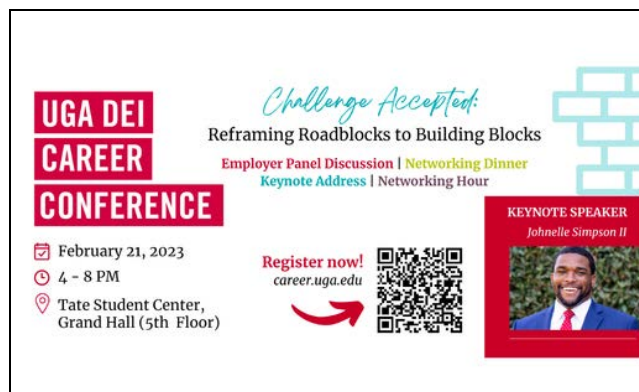 UGA DEI
CAREER
CONFERENCE
February 21, 2023
4 - 8 PM
Tate Student Center,
Grand Hall (5th Floor)
Challenge Accepted:
Reframing Roadblocks to Building Blocks
Employer Panel Discussion | Networking Dinner
Keynote Address | Networking Hour
Register now!
career.uga.edu
KEYNOTE SPEAKER
Johnelle Simpson II